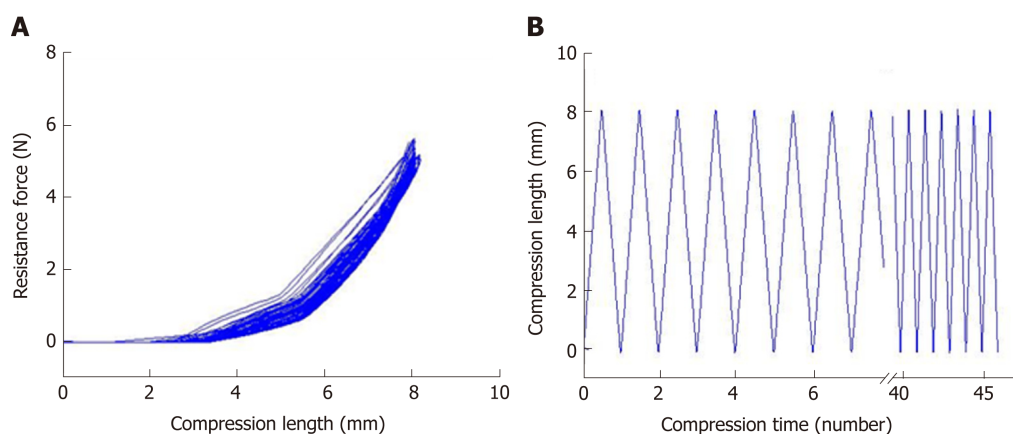 A
8
6
4
2
0
Resistance force (N)
0 2 4 6 8 10
Compression length (mm)
B
10
8
6
4
2
0
Compression length (mm)
0 2 4 6 40 45
Compression time (number)